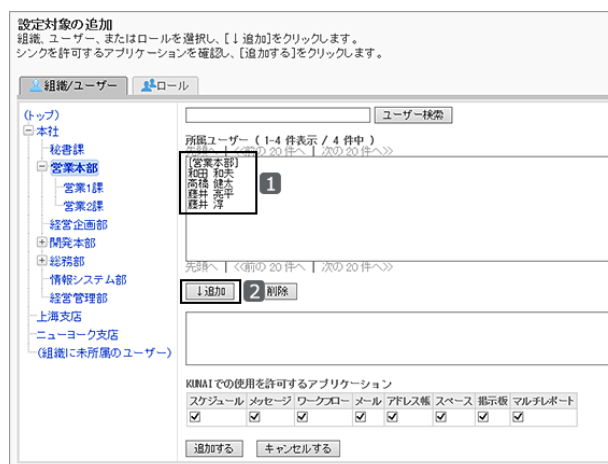 設定対象の追加
組織、ユーザー、またはロールを選択し、[↓追加]をクリックします。
シンクを許可するアプリケーションを確認し、[追加する]をクリックします。
組織/ユーザー ロール
(トップ)
本社
秘書課
営業本部
営業1課
営業2課
経営企画部
開発本部
総務部
情報システム部
経営管理部
上海支店
ニューヨーク支店
(組織に未所属のユーザー)
ユーザー検索
所属ユーザー ( 1-4 件表示 / 4 件中 )
先頭へ | <<前の 20 件へ | 次の 20 件へ>>
[営業本部]
和田 和夫
高橋 健太
藤井 亮平
藤井 淳
1
先頭へ | <<前の 20 件へ | 次の 20 件へ>>
↓追加 2 削除
KUNAIでの使用を許可するアプリケーション
スケジュール メッセージ ワークフロー メール アドレス帳 スペース 掲示板 マルチレポート
追加する キャンセルする